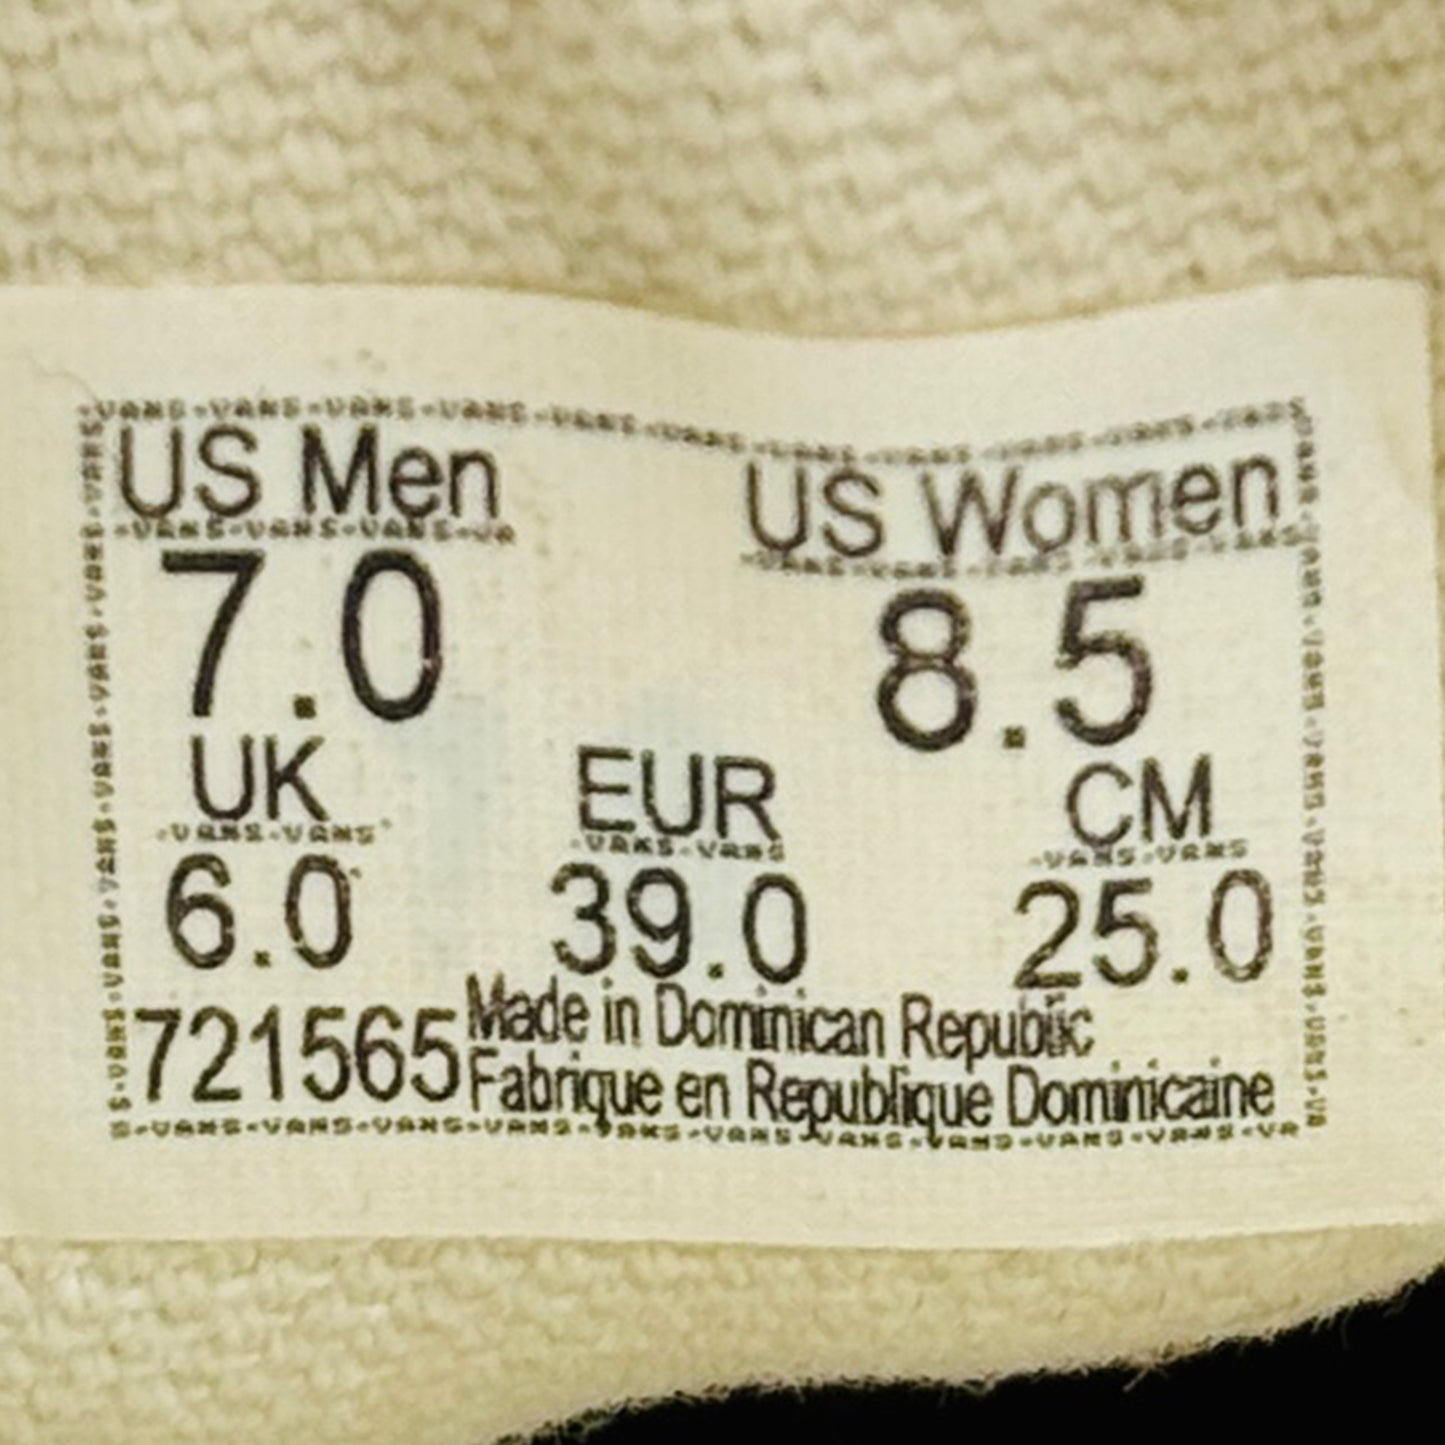 US Men US Women
7.0 8.5
UK EUR CM
6.0 39.0 25.0
721565 Made in Dominican Republic
Fabrique en Republique Dominicaine